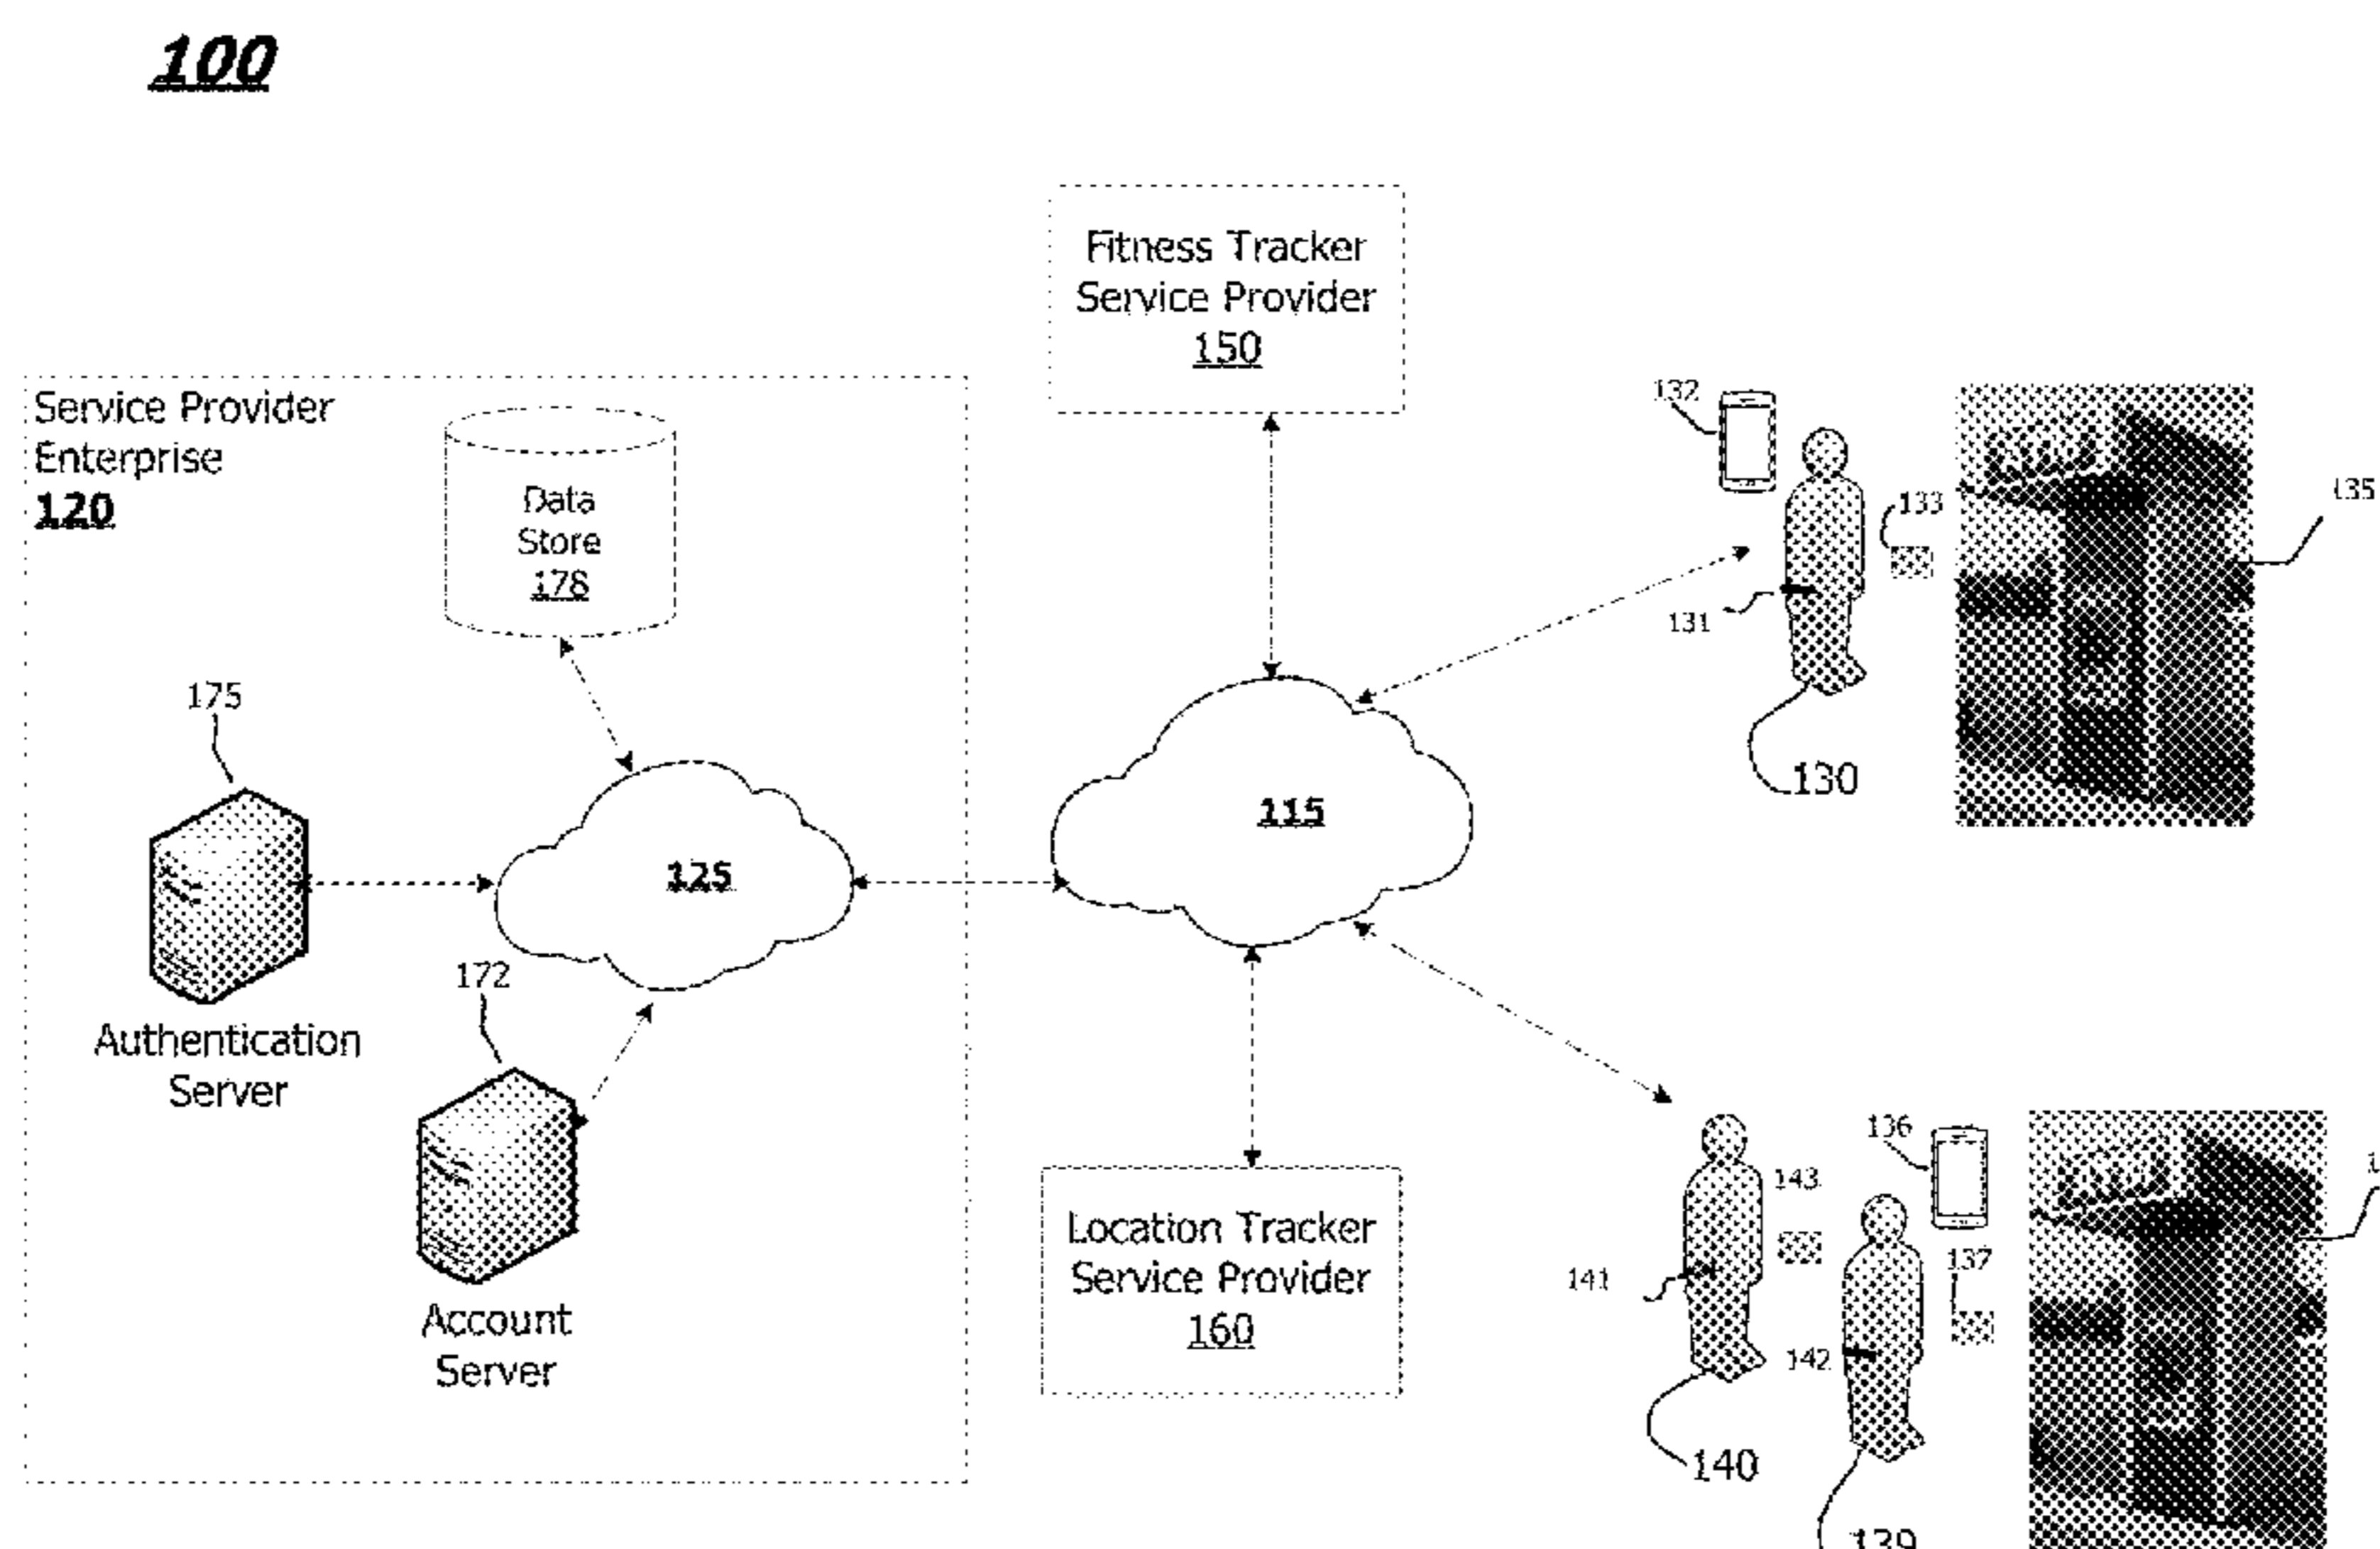 100
Fitness Tracker
Service Provider
150
Service Provider
Enterprise
120
Data
Store
178
132
133
135
131
130
175
125
115
Authentication
Server
172
Account
Server
Location Tracker
Service Provider
160
136
143
137
141
142
140
139